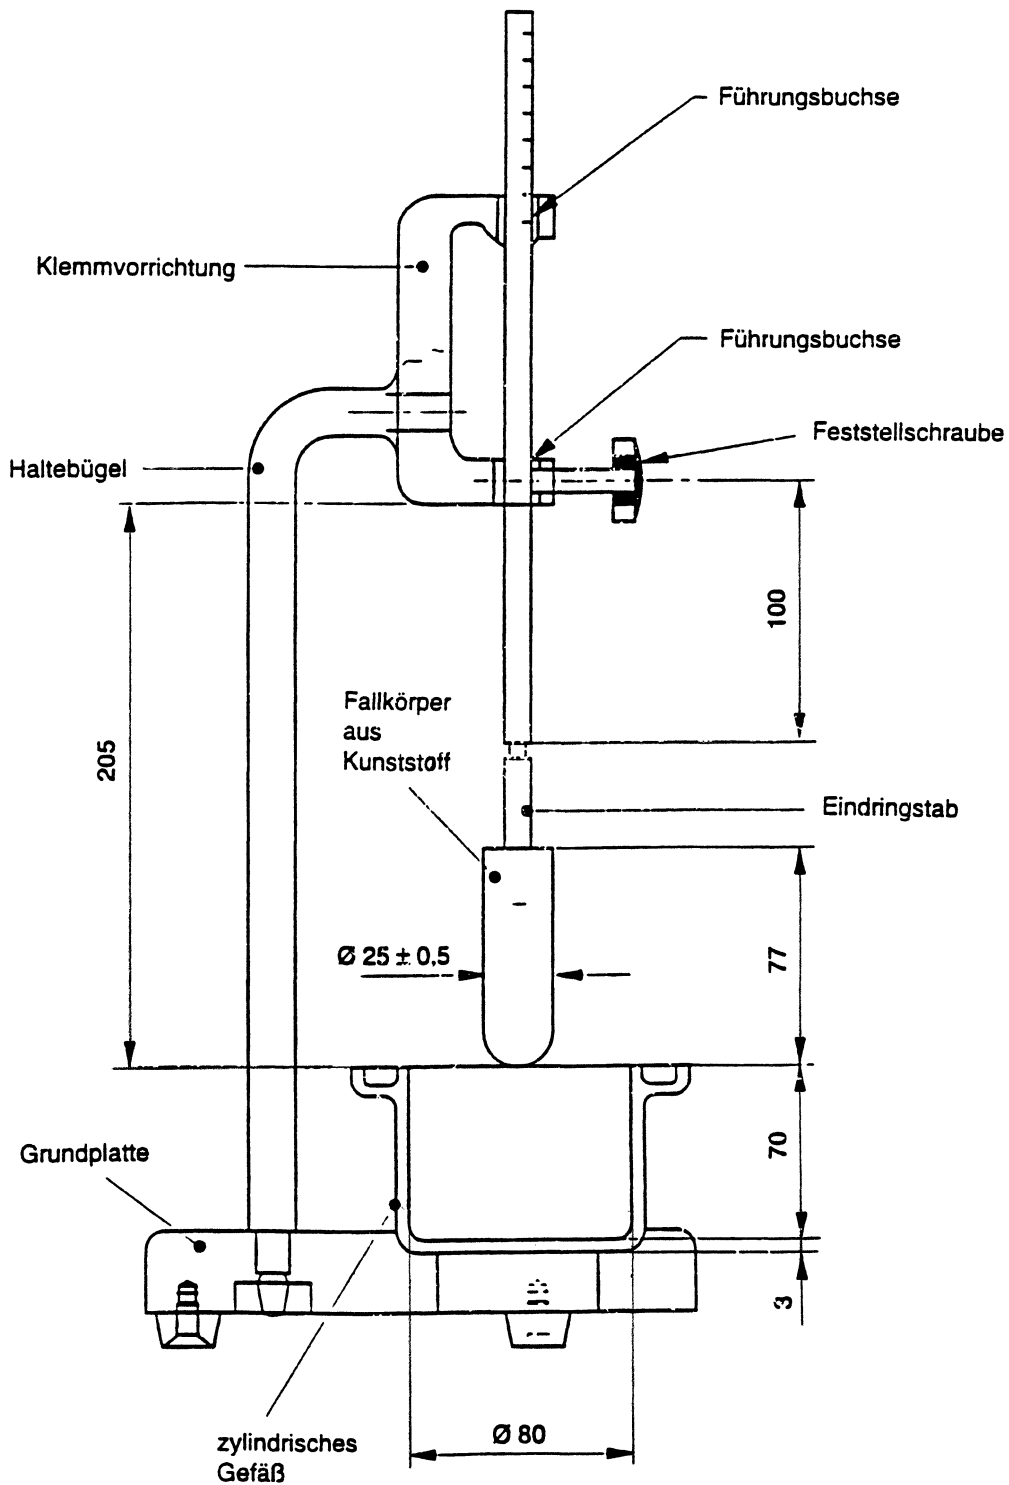 Führungsbuchse
Klemmvorrichtung
Führungsbuchse
Feststellschraube
Haltebügel
100
Fallkörper
aus
Kunststoff
205
Eindringstab
Ø 25 ± 0,5
77
Grundplatte
70
3
Ø 80
zylindrisches
Gefäß